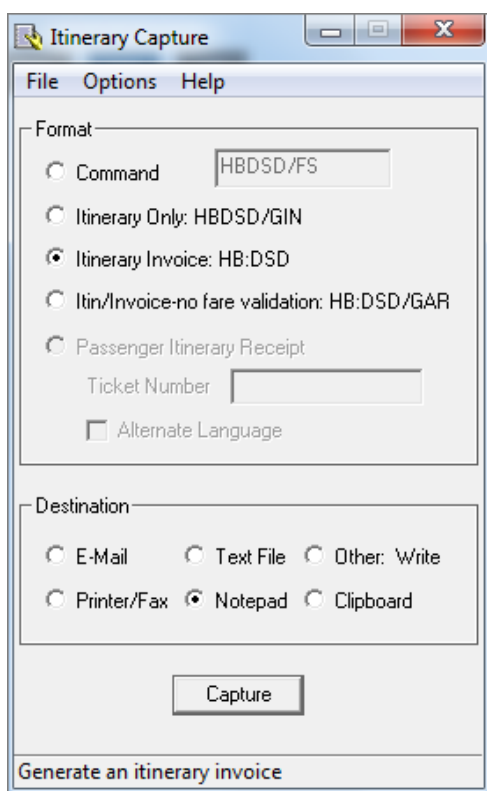 Itinerary Capture
File Options Help
Format
Command HBDSD/FS
Itinerary Only: HBDSD/GIN
Itinerary Invoice: HB:DSD
Itin/Invoice-no fare validation: HB:DSD/GAR
Passenger Itinerary Receipt
Ticket Number
Alternate Language
Destination
E-Mail Text File Other: Write
Printer/Fax Notepad Clipboard
Capture
Generate an itinerary invoice